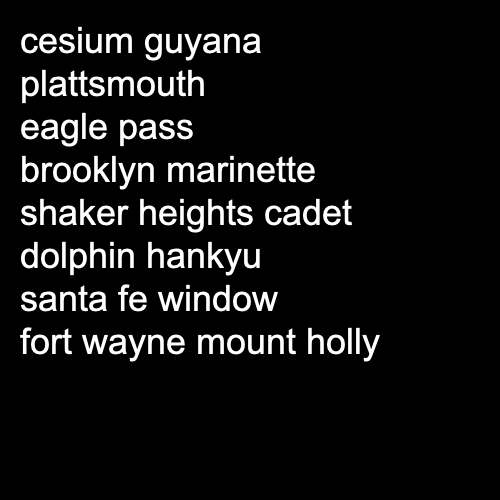 cesium guyana
plattsmouth
eagle pass
brooklyn marinette
shaker heights cadet
dolphin hankyu
santa fe window
fort wayne mount holly